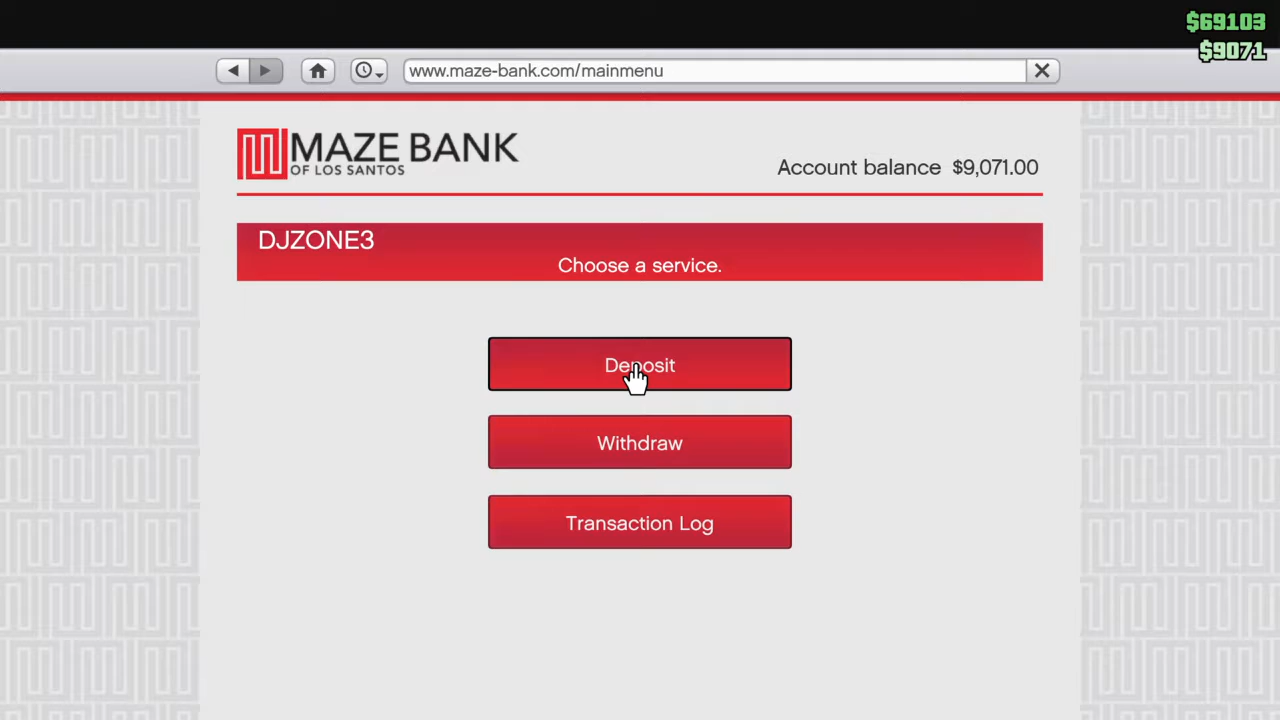 $69103
$9071
www.maze-bank.com/mainmenu
MAZE BANK
OF LOS SANTOS
Account balance $9,071.00
DJZONE3
Choose a service.
Deposit
Withdraw
Transaction Log